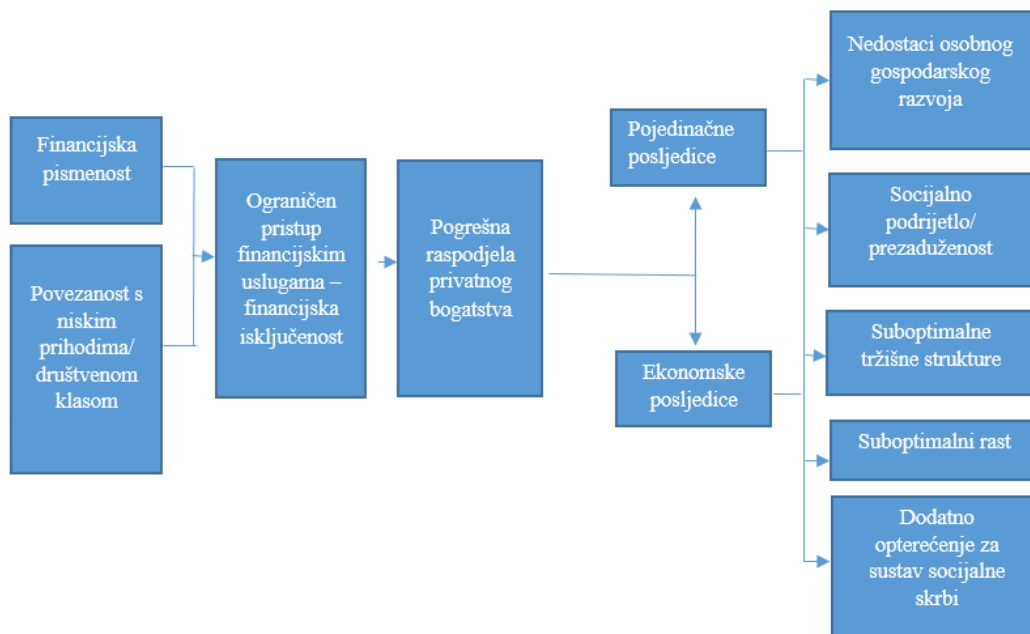 Financijska
pismenost
Povezanost s
niskim
prihodima/
društvenom
klasom
Ograničen
pristup
financijskim
uslugama –
financijska
isključenost
Pogrešna
raspodjela
privatnog
bogatstva
Pojedinačne
posljedice
Ekonomske
posljedice
Nedostaci osobnog
gospodarskog
razvoja
Socijalno
podrijetlo/
prezaduženost
Suboptimalne
tržišne strukture
Suboptimalni rast
Dodatno
opterećenje za
sustav socijalne
skrbi